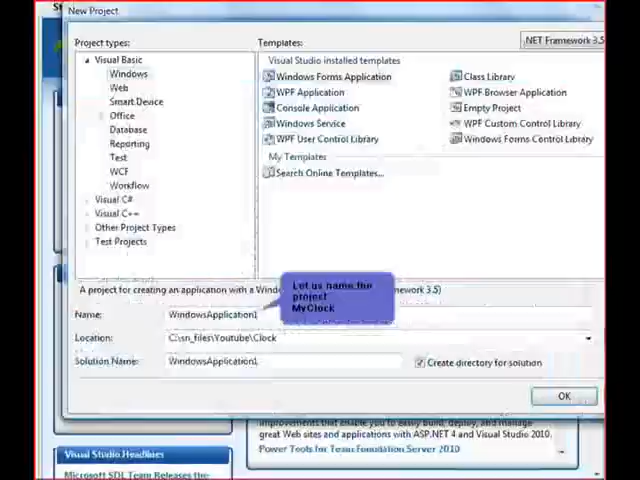 New Project
Project types:
Templates:
.NET Framework 3.5
Visual Basic
Windows
Web
Smart Device
Office
Database
Reporting
Test
WCF
Workflow
Visual C#
Visual C++
Other Project Types
Test Projects
Visual Studio installed templates
Windows Forms Application
WPF Application
Console Application
Windows Service
WPF User Control Library
Class Library
WPF Browser Application
Empty Project
WPF Custom Control Library
Windows Forms Control Library
My Templates
Search Online Templates...
A project for creating an application with a Windo
mework 3.5)
Let us name the
project
MyClock
Name:
WindowsApplication1
Location:
C:\sn_files\Youtube\Clock
Solution Name:
WindowsApplication1
Create directory for solution
OK
improvements that enable you to easily build, deploy, and manage
great Web sites and applications with ASP.NET 4 and Visual Studio 2010.
Power Tools for Team Foundation Server 2010
Visual Studio Headlines
Microsoft SDL Team Releases the